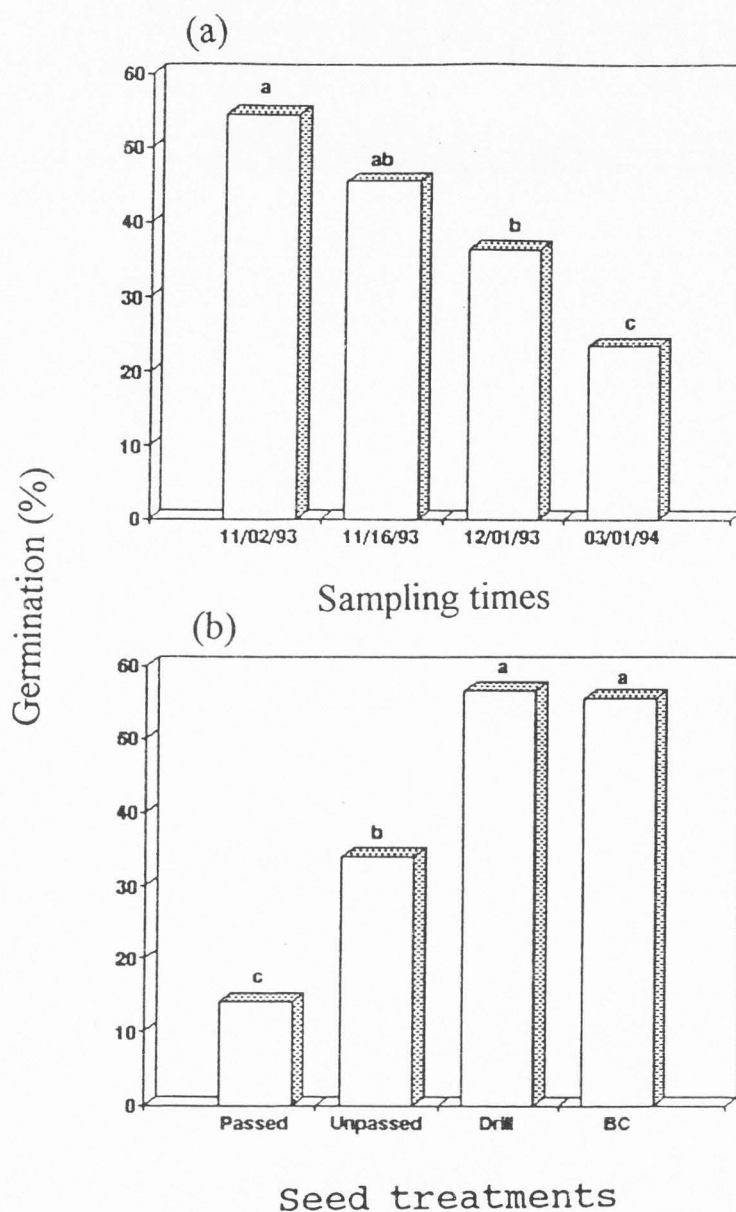 (a)
60
50
40
30
20
10
0
a
ab
b
c
11/02/93 11/16/93 12/01/93 03/01/94
Sampling times
Germination (%)
(b)
60
50
40
30
20
10
0
c
b
a
a
Passed Unpassed Drill BC
Seed treatments